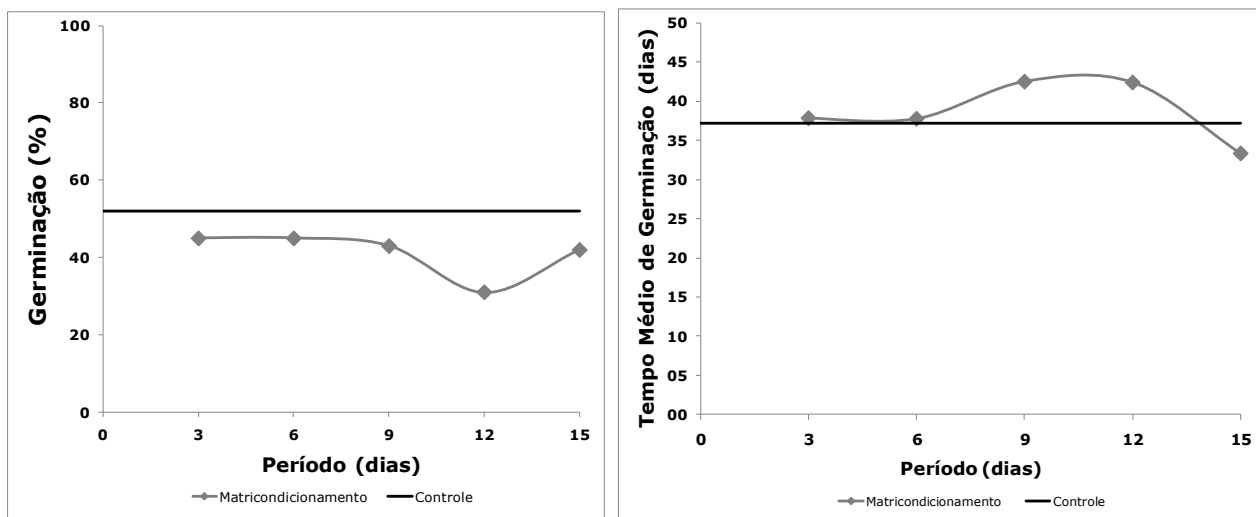 Germinação (%)
100
80
60
40
20
0
0 3 6 9 12 15
Período (dias)
Matricondicionamento Controle
Tempo Médio de Germinação (dias)
50
45
40
35
30
25
20
15
10
05
00
0 3 6 9 12 15
Período (dias)
Matricondicionamento Controle